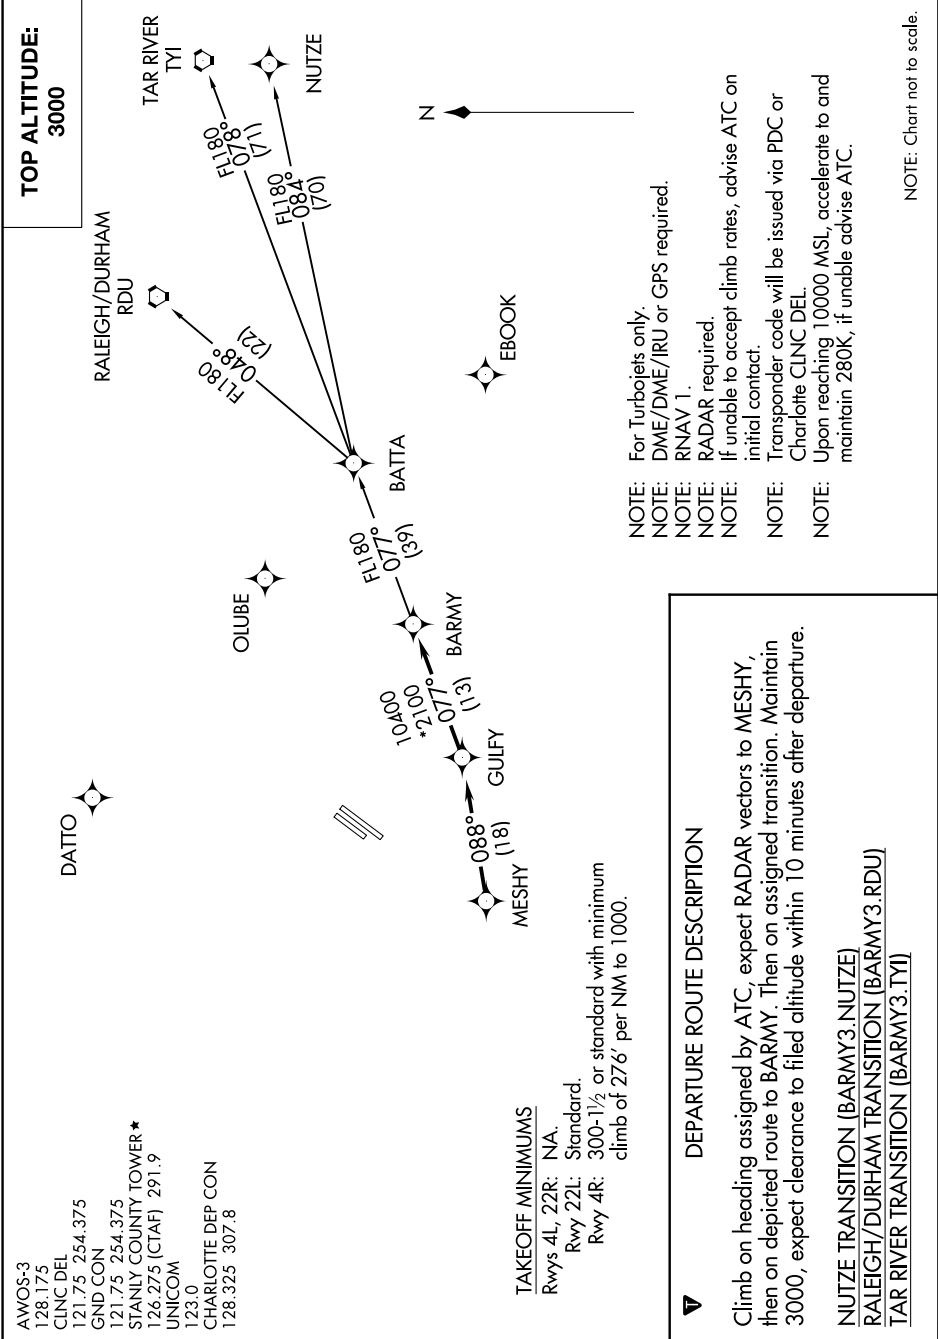 TOP ALTITUDE:
3000
AWOS-3
128.175
CLNC DEL
121.75 254.375
GND CON
121.75 254.375
STANLY COUNTY TOWER★
126.275 (CTAF) 291.9
UNICOM
123.0
CHARLOTTE DEP CON
128.325 307.8
DATTO
OLUBE
RALEIGH/DURHAM
RDU
TAR RIVER
TYI
NUTZE
FL180
048°
(22)
FL180
078°
(71)
FL180
084°
(70)
N
BATTA
EBOOK
FL180
077°
(39)
BARMY
10400
*2100
077°
(13)
GULFY
088°
(18)
MESHY
TAKEOFF MINIMUMS
Rwys 4L, 22R: NA.
Rwy 22L: Standard.
Rwy 4R: 300-1½ or standard with minimum
climb of 276' per NM to 1000.
NOTE: For Turbojets only.
NOTE: DME/DME/IRU or GPS required.
NOTE: RNAV 1.
NOTE: RADAR required.
NOTE: If unable to accept climb rates, advise ATC on
initial contact.
NOTE: Transponder code will be issued via PDC or
Charlotte CLNC DEL.
NOTE: Upon reaching 10000 MSL, accelerate to and
maintain 280K, if unable advise ATC.
NOTE: Chart not to scale.
T
DEPARTURE ROUTE DESCRIPTION
Climb on heading assigned by ATC, expect RADAR vectors to MESHY,
then on depicted route to BARMY. Then on assigned transition. Maintain
3000, expect clearance to filed altitude within 10 minutes after departure.
NUTZE TRANSITION (BARMY3.NUTZE)
RALEIGH/DURHAM TRANSITION (BARMY3.RDU)
TAR RIVER TRANSITION (BARMY3.TYI)